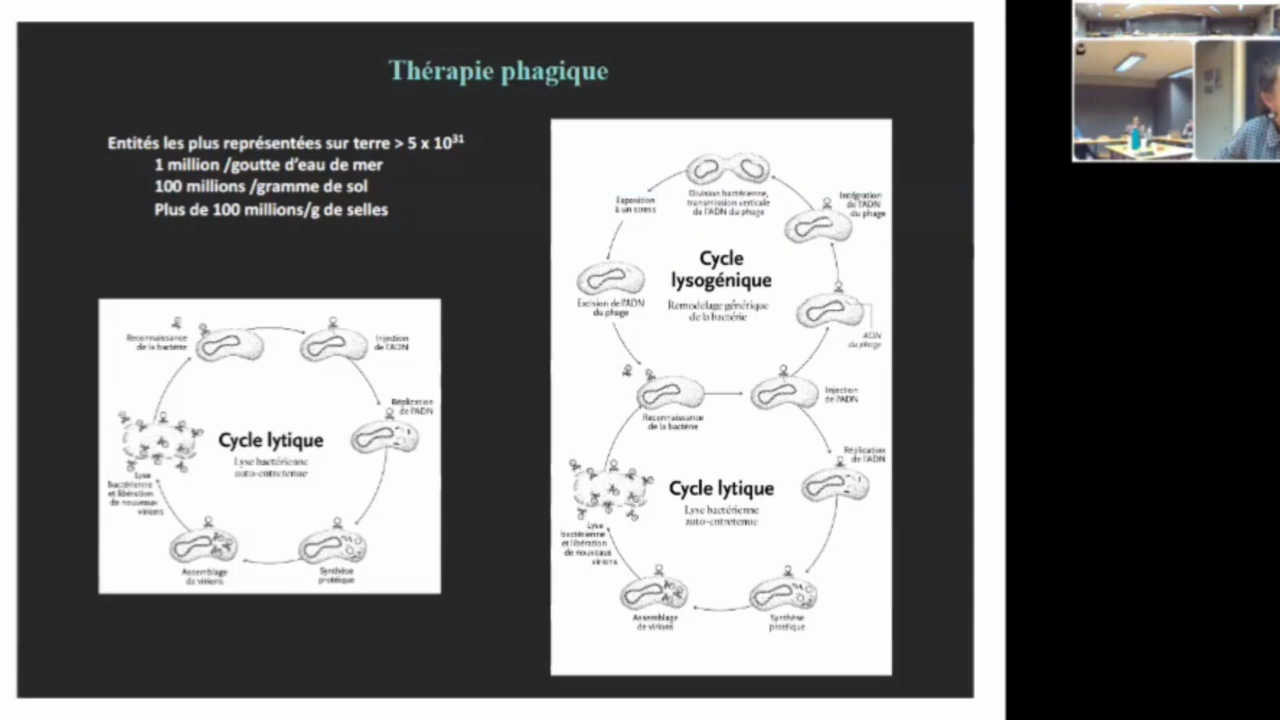 Thérapie phagique
Entités les plus représentées sur terre > 5 x 10³¹
1 million /goutte d'eau de mer
100 millions /gramme de sol
Plus de 100 millions/g de selles
Reconnaissance
de la bactérie
Injection
de l'ADN
Réplication
de l'ADN
Cycle lytique
Lyse bactérienne
auto-entretenue
Lyse
bactérienne
et libération
de nouveaux
virions
Assemblage
de virions
Synthèse
protéique
Division bactérienne,
transmission verticale
de l'ADN du phage
Exposition
à un stress
Intégration
de l'ADN
du phage
Cycle
lysogénique
Remodelage génétique
de la bactérie
Excision de l'ADN
du phage
ADN
du phage
Reconnaissance
de la bactérie
Injection
de l'ADN
Réplication
de l'ADN
Cycle lytique
Lyse bactérienne
auto-entretenue
Lyse
bactérienne
et libération
de nouveaux
virions
Assemblage
de virions
Synthèse
protéique